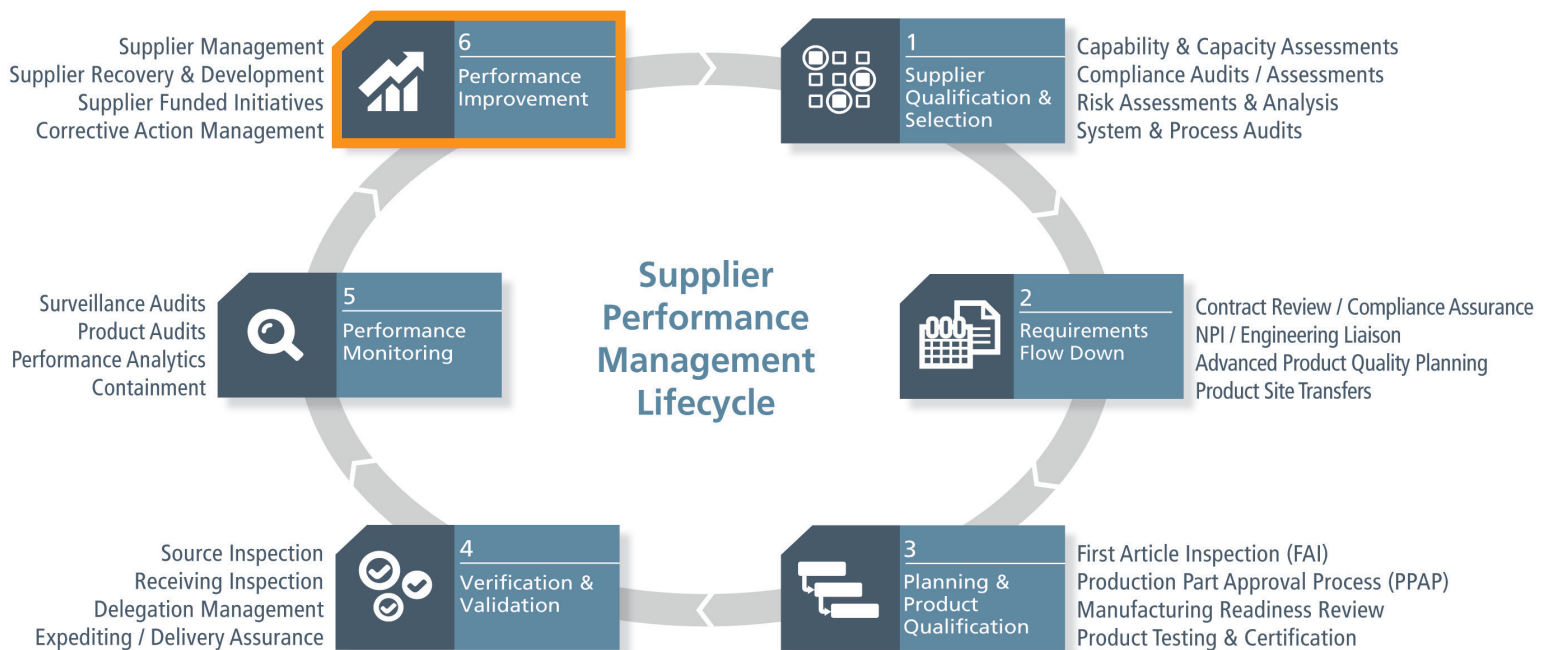 Supplier Performance Management Lifecycle
1
Supplier
Qualification &
Selection
Capability & Capacity Assessments
Compliance Audits / Assessments
Risk Assessments & Analysis
System & Process Audits
2
Requirements
Flow Down
Contract Review / Compliance Assurance
NPI / Engineering Liaison
Advanced Product Quality Planning
Product Site Transfers
3
Planning &
Product
Qualification
First Article Inspection (FAI)
Production Part Approval Process (PPAP)
Manufacturing Readiness Review
Product Testing & Certification
4
Verification &
Validation
Source Inspection
Receiving Inspection
Delegation Management
Expediting / Delivery Assurance
5
Performance
Monitoring
Surveillance Audits
Product Audits
Performance Analytics
Containment
6
Performance
Improvement
Supplier Management
Supplier Recovery & Development
Supplier Funded Initiatives
Corrective Action Management